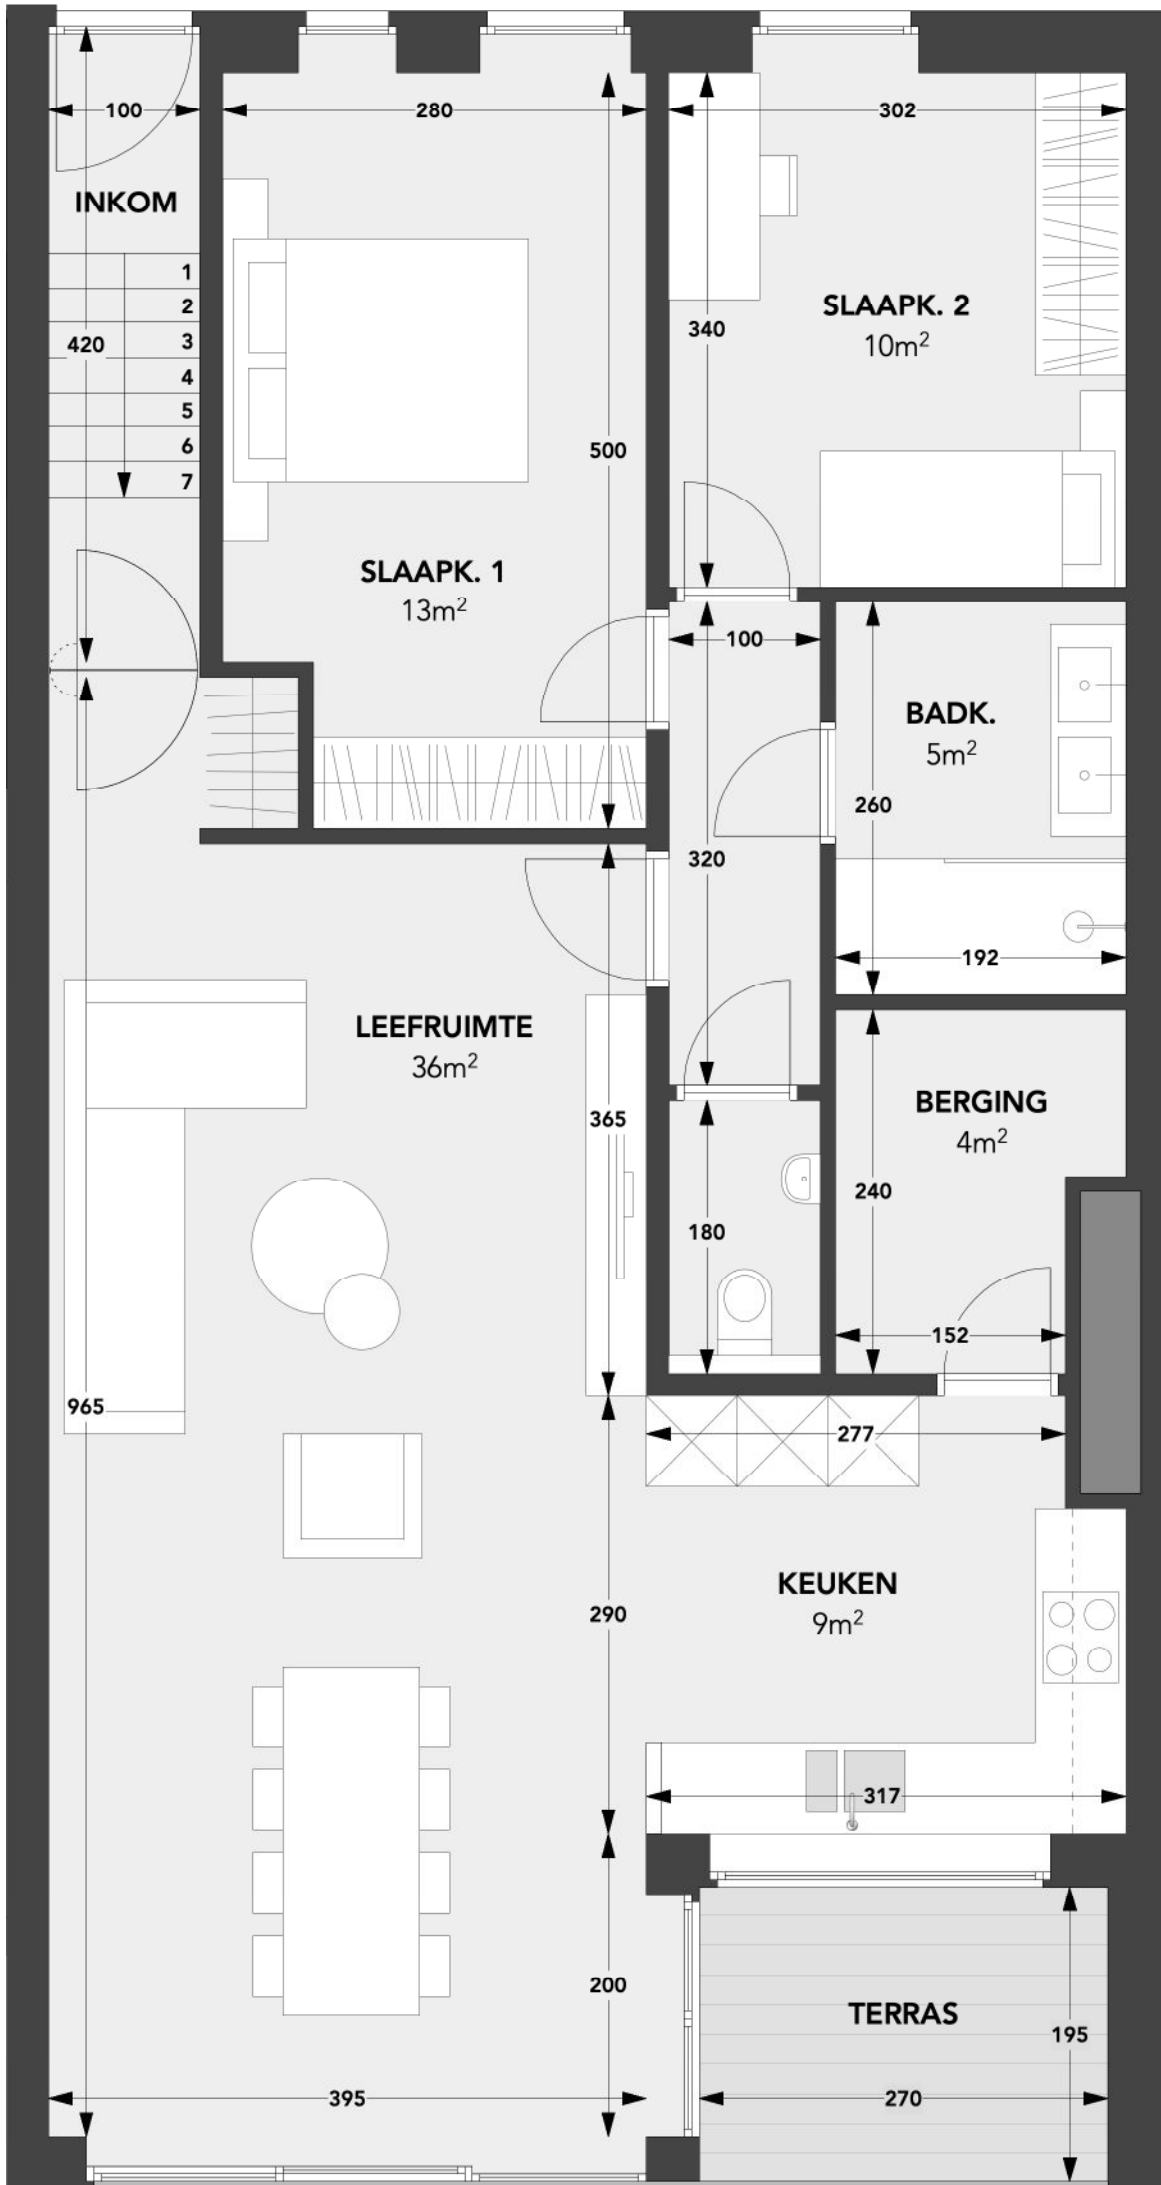 100
280
302
INKOM
1
2
3
4
5
6
7
420
SLAAPK. 2
10m²
340
500
SLAAPK. 1
13m²
100
BADK.
5m²
260
320
192
LEEFRUIMTE
36m²
BERGING
4m²
365
240
180
152
965
277
KEUKEN
9m²
290
317
200
TERRAS
195
395
270